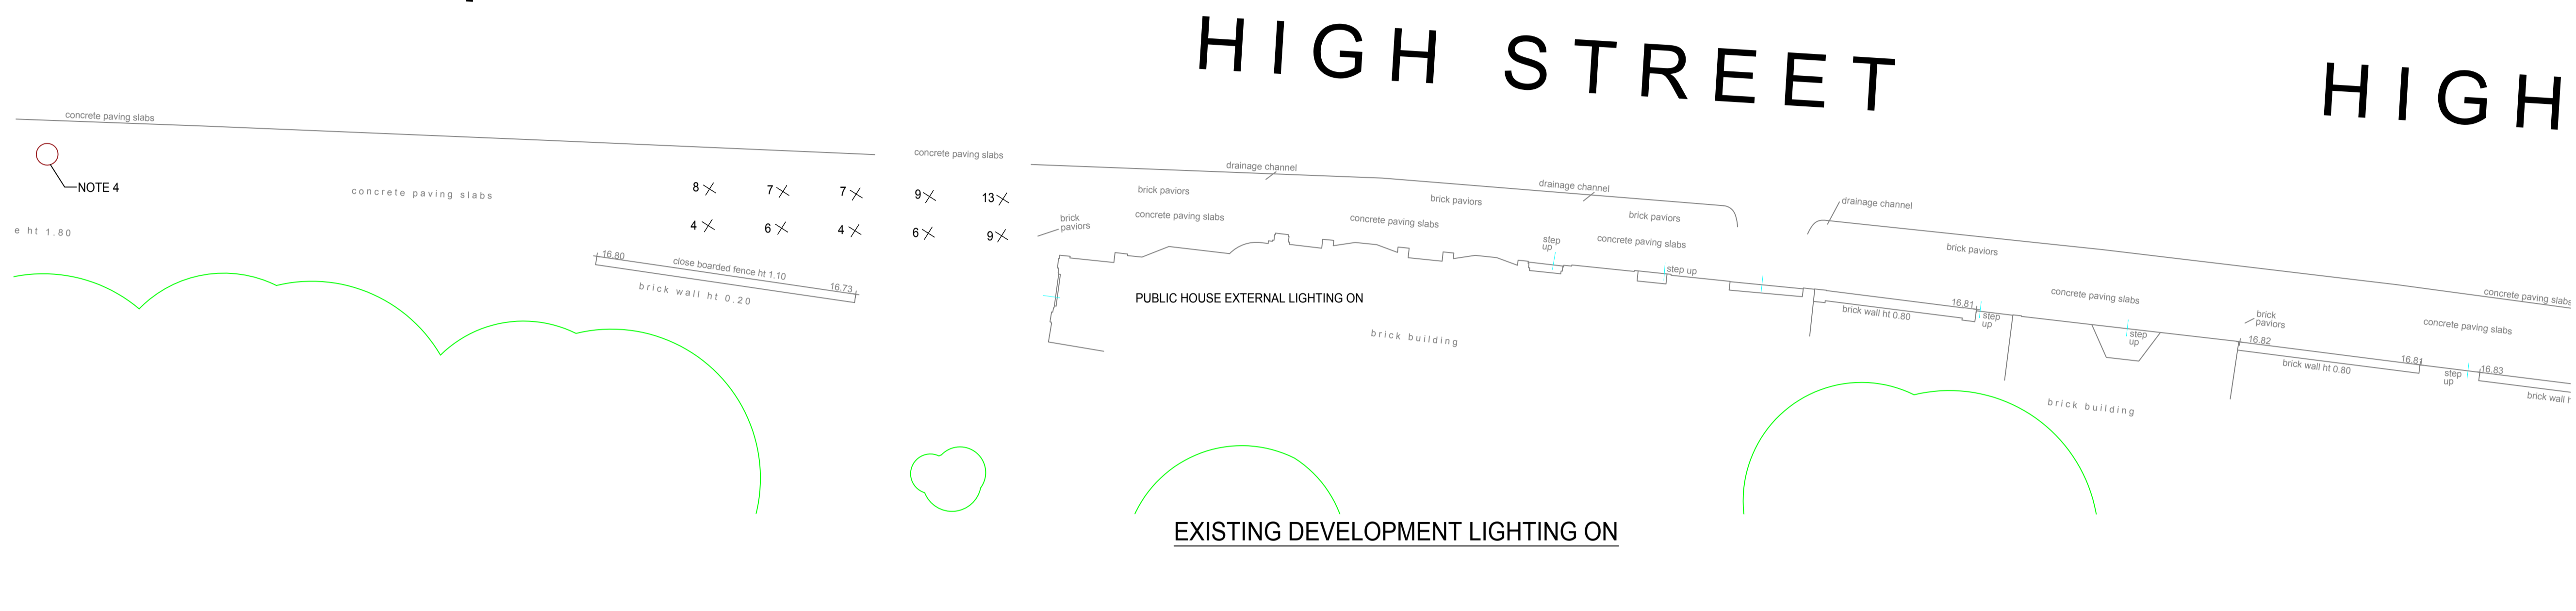 HIGH STREET
HIGH
concrete paving slabs
concrete paving slabs
drainage channel
drainage channel
drainage channel
NOTE 4
concrete paving slabs
8
7
7
9
13
4
6
4
6
9
brick
paviors
brick paviors
concrete paving slabs
brick paviors
concrete paving slabs
brick paviors
step
up
concrete paving slabs
step up
brick paviors
e ht 1.80
16.80
close boarded fence ht 1.10
16.73
brick wall ht 0.20
PUBLIC HOUSE EXTERNAL LIGHTING ON
brick building
16.81
step
up
brick wall ht 0.80
concrete paving slabs
step
up
brick
paviors
concrete paving slabs
concrete paving slabs
16.82
16.81
brick wall ht 0.80
step
up
16.83
brick wall
brick building
EXISTING DEVELOPMENT LIGHTING ON